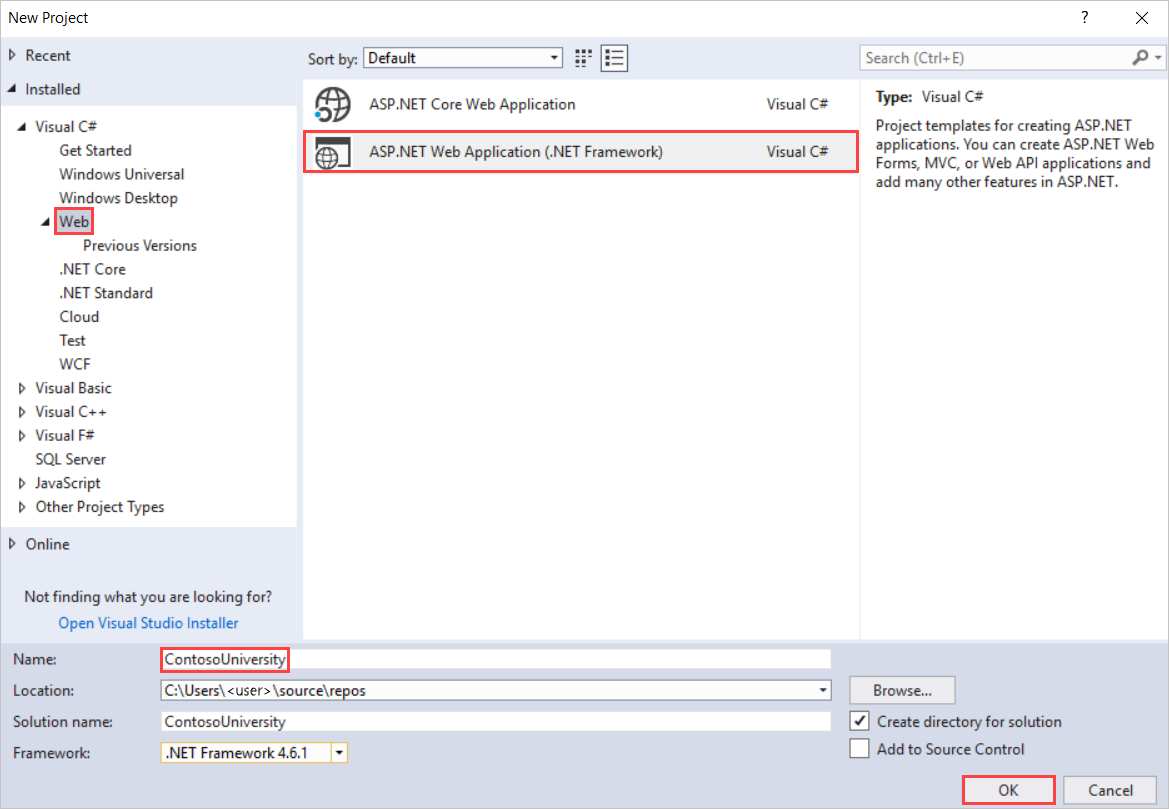 New Project
?
Recent
Installed
Visual C#
Get Started
Windows Universal
Windows Desktop
Web
Previous Versions
.NET Core
.NET Standard
Cloud
Test
WCF
Visual Basic
Visual C++
Visual F#
SQL Server
JavaScript
Other Project Types
Online
Not finding what you are looking for?
Open Visual Studio Installer
Sort by: Default
ASP.NET Core Web Application Visual C#
ASP.NET Web Application (.NET Framework) Visual C#
Search (Ctrl+E)
Type: Visual C#
Project templates for creating ASP.NET
applications. You can create ASP.NET Web
Forms, MVC, or Web API applications and
add many other features in ASP.NET.
Name: ContosoUniversity
Location: C:\Users\<user>\source\repos
Browse...
Solution name: ContosoUniversity
Create directory for solution
Framework: .NET Framework 4.6.1
Add to Source Control
OK Cancel